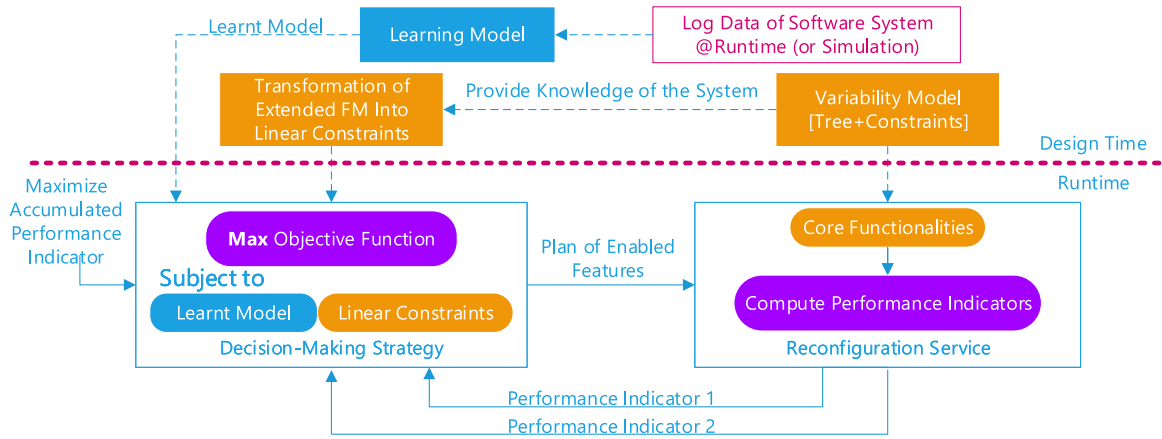 Learnt Model
Learning Model
Log Data of Software System
@Runtime (or Simulation)
Transformation of
Extended FM Into
Linear Constraints
Provide Knowledge of the System
Variability Model
[Tree+Constraints]
Design Time
Runtime
Maximize
Accumulated
Performance
Indicator
Max Objective Function
Subject to
Learnt Model
Linear Constraints
Decision-Making Strategy
Plan of Enabled
Features
Core Functionalities
Compute Performance Indicators
Reconfiguration Service
Performance Indicator 1
Performance Indicator 2